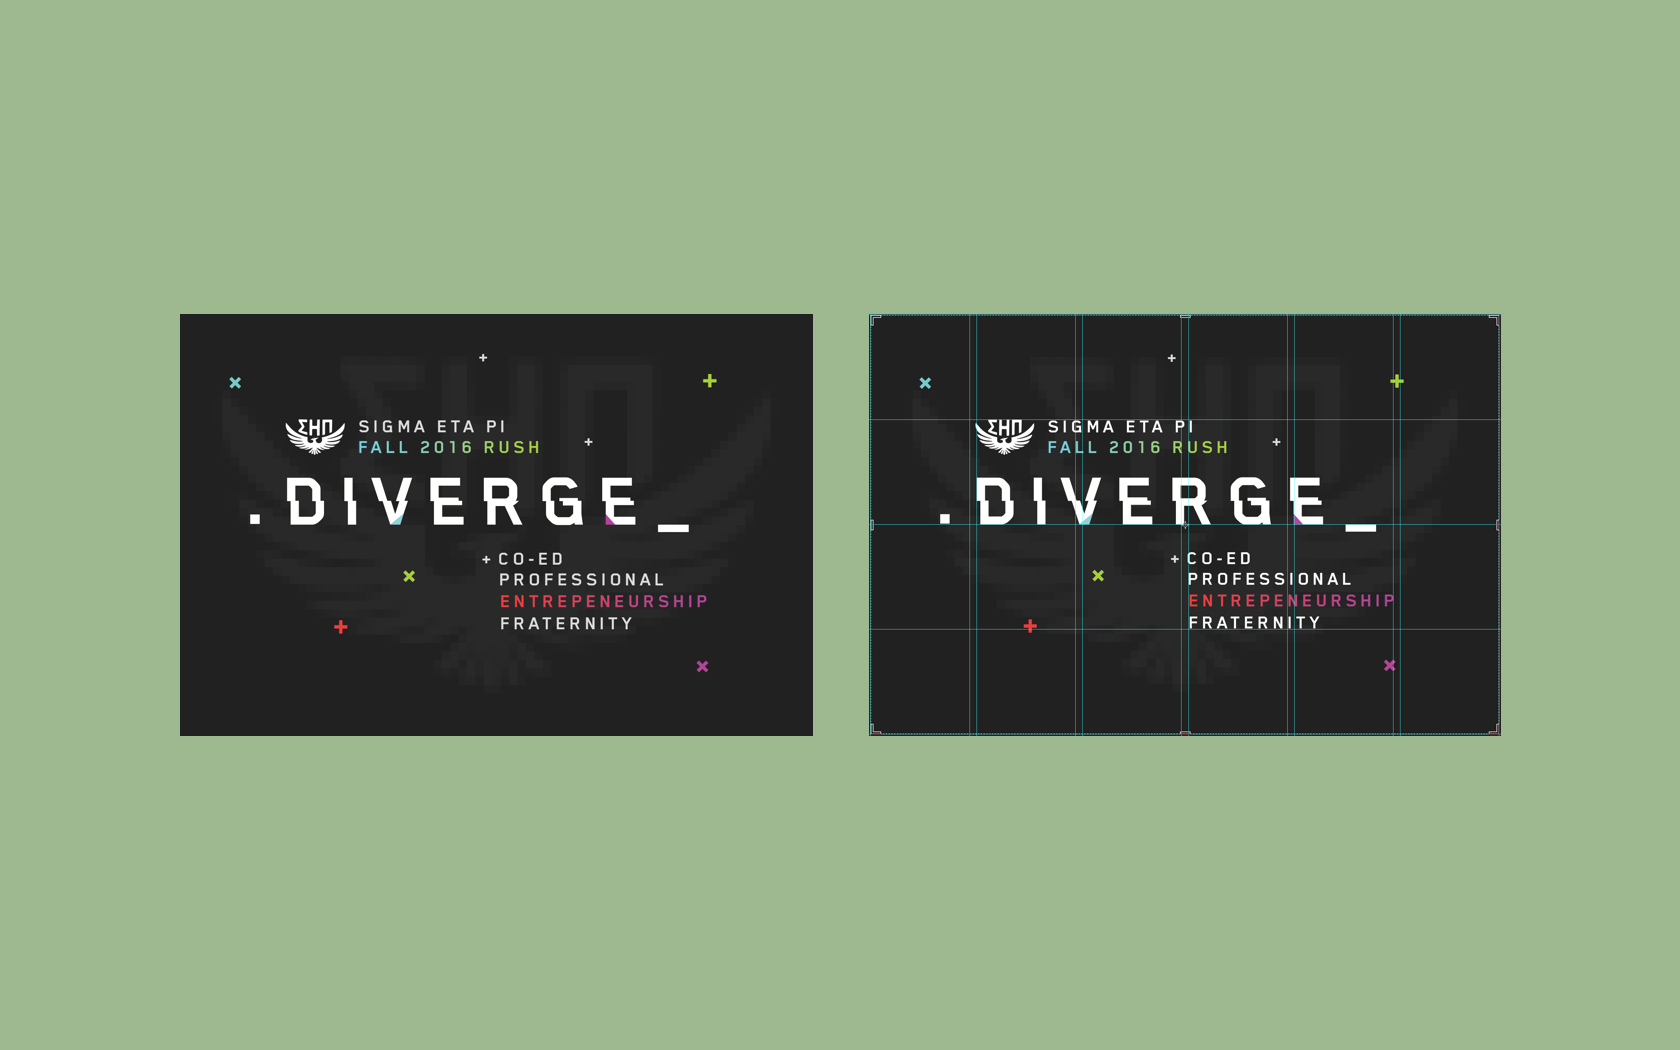 ΣΗΠ
SIGMA ETA PI
FALL 2016 RUSH
.DIVERGE_
+ CO-ED
PROFESSIONAL
ENTREPENEURSHIP
FRATERNITY
ΣΗΠ
SIGMA ETA PI
FALL 2016 RUSH
.DIVERGE_
+ CO-ED
PROFESSIONAL
ENTREPENEURSHIP
FRATERNITY